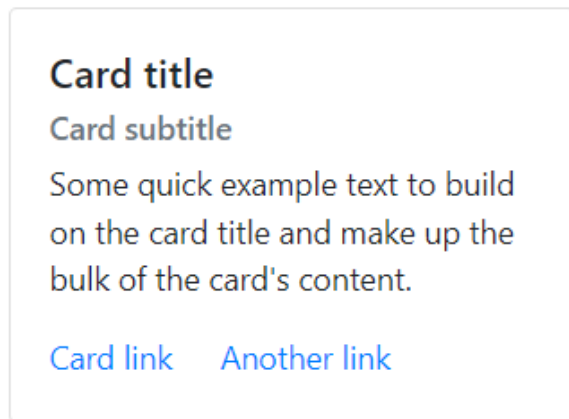 Card title
Card subtitle
Some quick example text to build
on the card title and make up the
bulk of the card's content.
Card link Another link